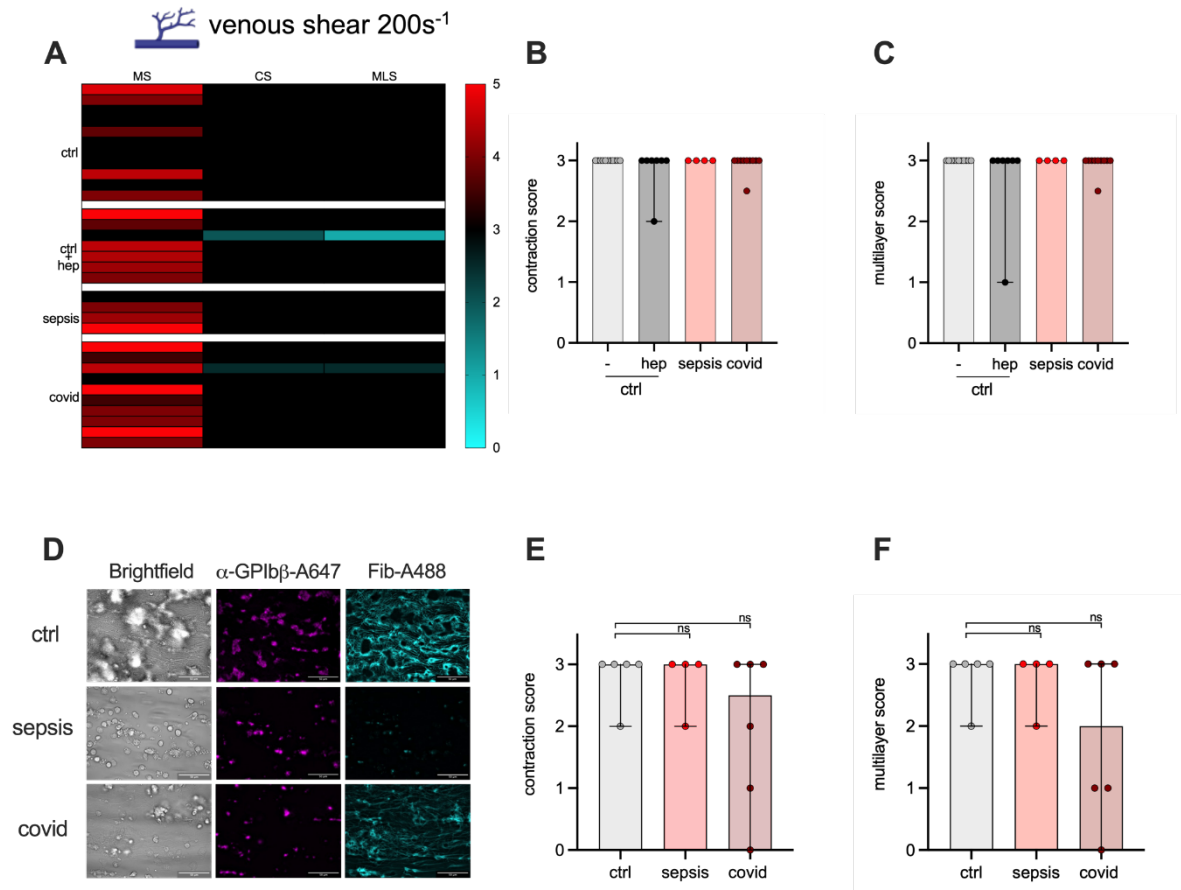 venous shear 200s⁻¹
A
MS CS MLS
ctrl
ctrl
+
hep
sepsis
covid
5
4
3
2
1
0
B
contraction score
3
2
1
0
- hep sepsis covid
ctrl
C
multilayer score
3
2
1
0
- hep sepsis covid
ctrl
D
Brightfield α-GPIbβ-A647 Fib-A488
ctrl
sepsis
covid
E
ns
ns
contraction score
3
2
1
0
ctrl sepsis covid
F
ns
ns
multilayer score
3
2
1
0
ctrl sepsis covid